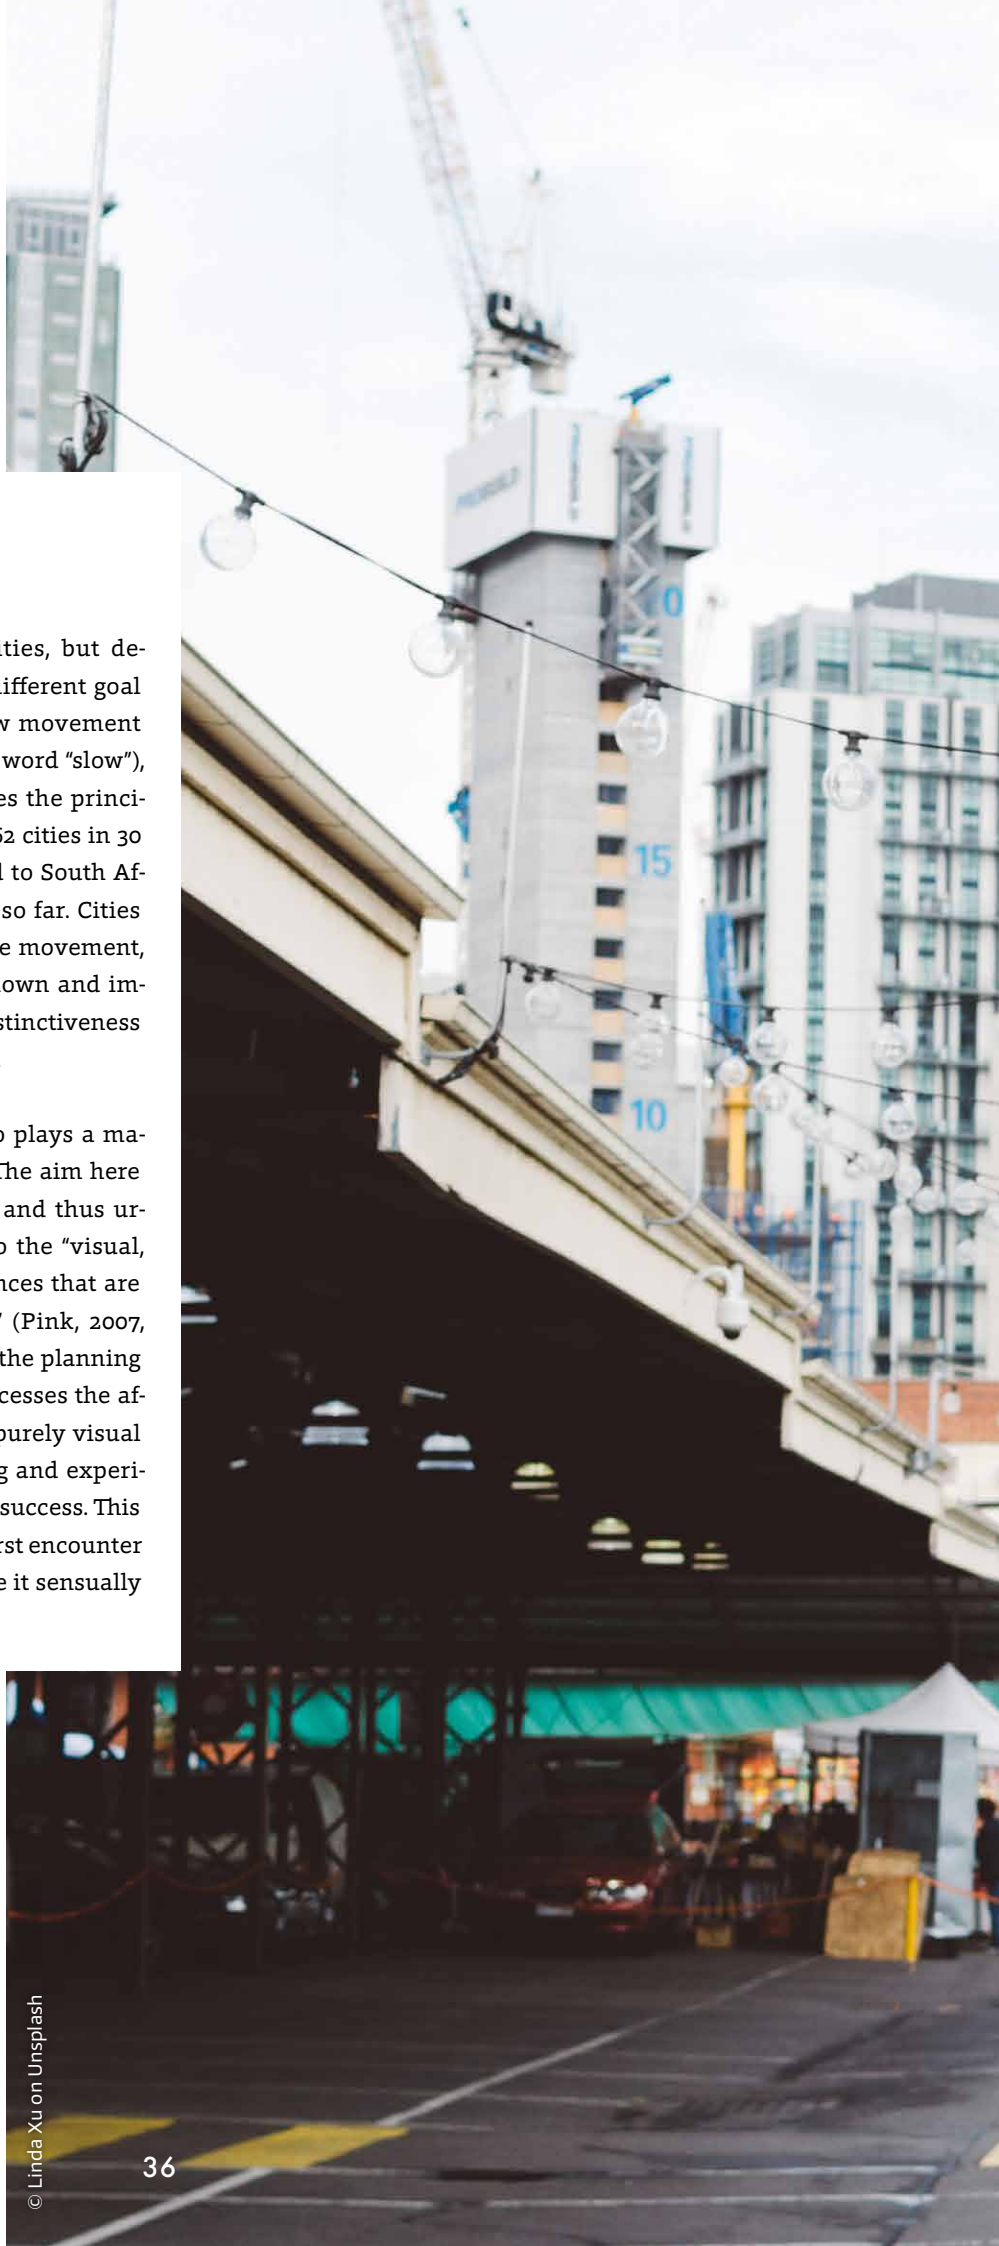 ties, but de-
ifferent goal
w movement
word “slow”),
es the princi-
62 cities in 30
l to South Af-
so far. Cities
e movement,
own and im-
stinctiveness
.
o plays a ma-
The aim here
and thus ur-
o the “visual,
nces that are
” (Pink, 2007,
the planning
cesses the af-
purely visual
g and experi-
success. This
rst encounter
e it sensually
0
15
10
© Linda Xu on Unsplash
36